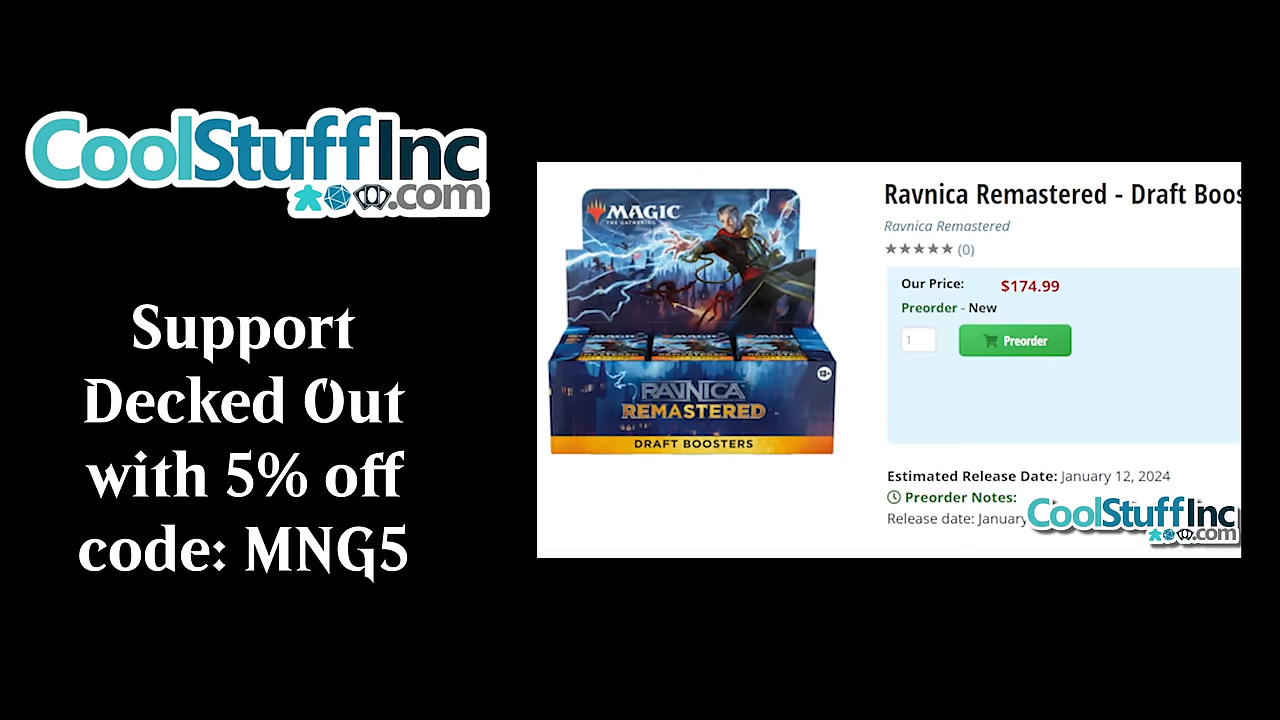 CoolStuffInc
.com
Support
Decked Out
with 5% off
code: MNG5
MAGIC
THE GATHERING
RAVNICA
REMASTERED
DRAFT BOOSTERS
13+
Ravnica Remastered - Draft Boos
Ravnica Remastered
(0)
Our Price: $174.99
Preorder - New
1
Preorder
Estimated Release Date: January 12, 2024
Preorder Notes:
Release date: January
CoolStuffInc
.com